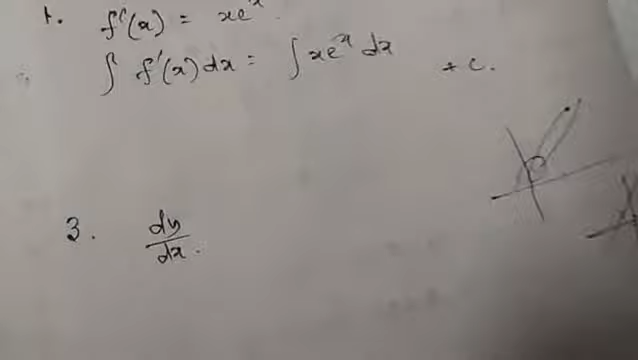 1. f'(x) = xe^x.
∫ f'(x) dx = ∫ xe^x dx + c.
3. dy/dx.